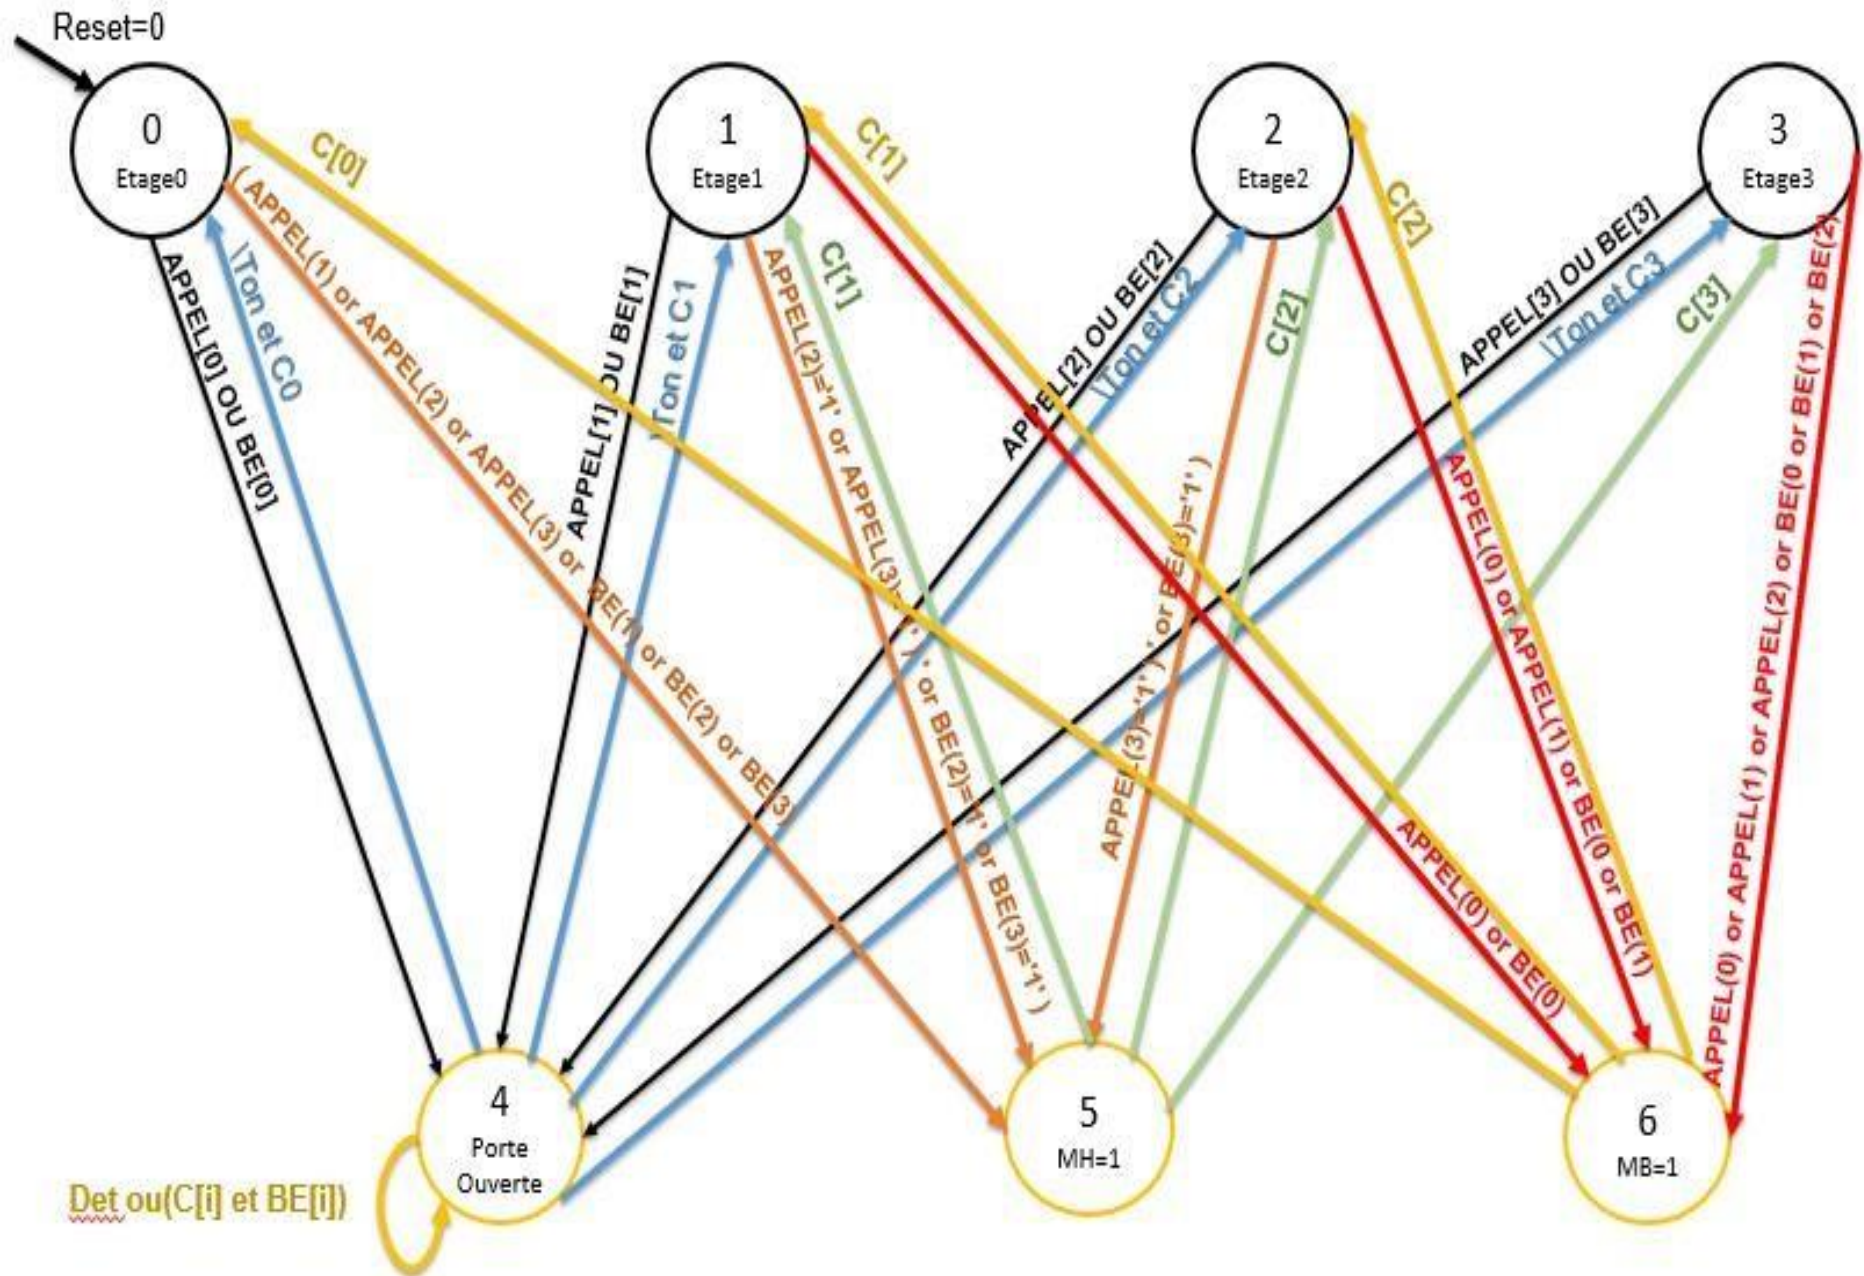 Reset=0
0
Etage0
1
Etage1
2
Etage2
3
Etage3
C[0]
C[1]
C[2]
APPEL[0] OU BE[0]
\Ton et C0
( APPEL(1) or APPEL(2) or APPEL(3) or BE(1) or BE(2) or BE(3)
APPEL[1] OU BE[1]
\Ton et C1
APPEL(2)='1' or APPEL(3)='1' ) ' or BE(2)='1' or BE(3)='1' )
C[1]
APPEL[2] OU BE[2]
\Ton et C2
APPEL(3)='1' ) ' or BE(3)='1' )
C[2]
APPEL[3] OU BE[3]
\Ton et C3
C[3]
APPEL(0) or BE(0)
APPEL(0) or APPEL(1) or BE(0 or BE(1)
APPEL(0) or APPEL(1) or APPEL(2) or BE(0 or BE(1) or BE(2)
4
Porte
Ouverte
5
MH=1
6
MB=1
Det ou(C[i] et BE[i])